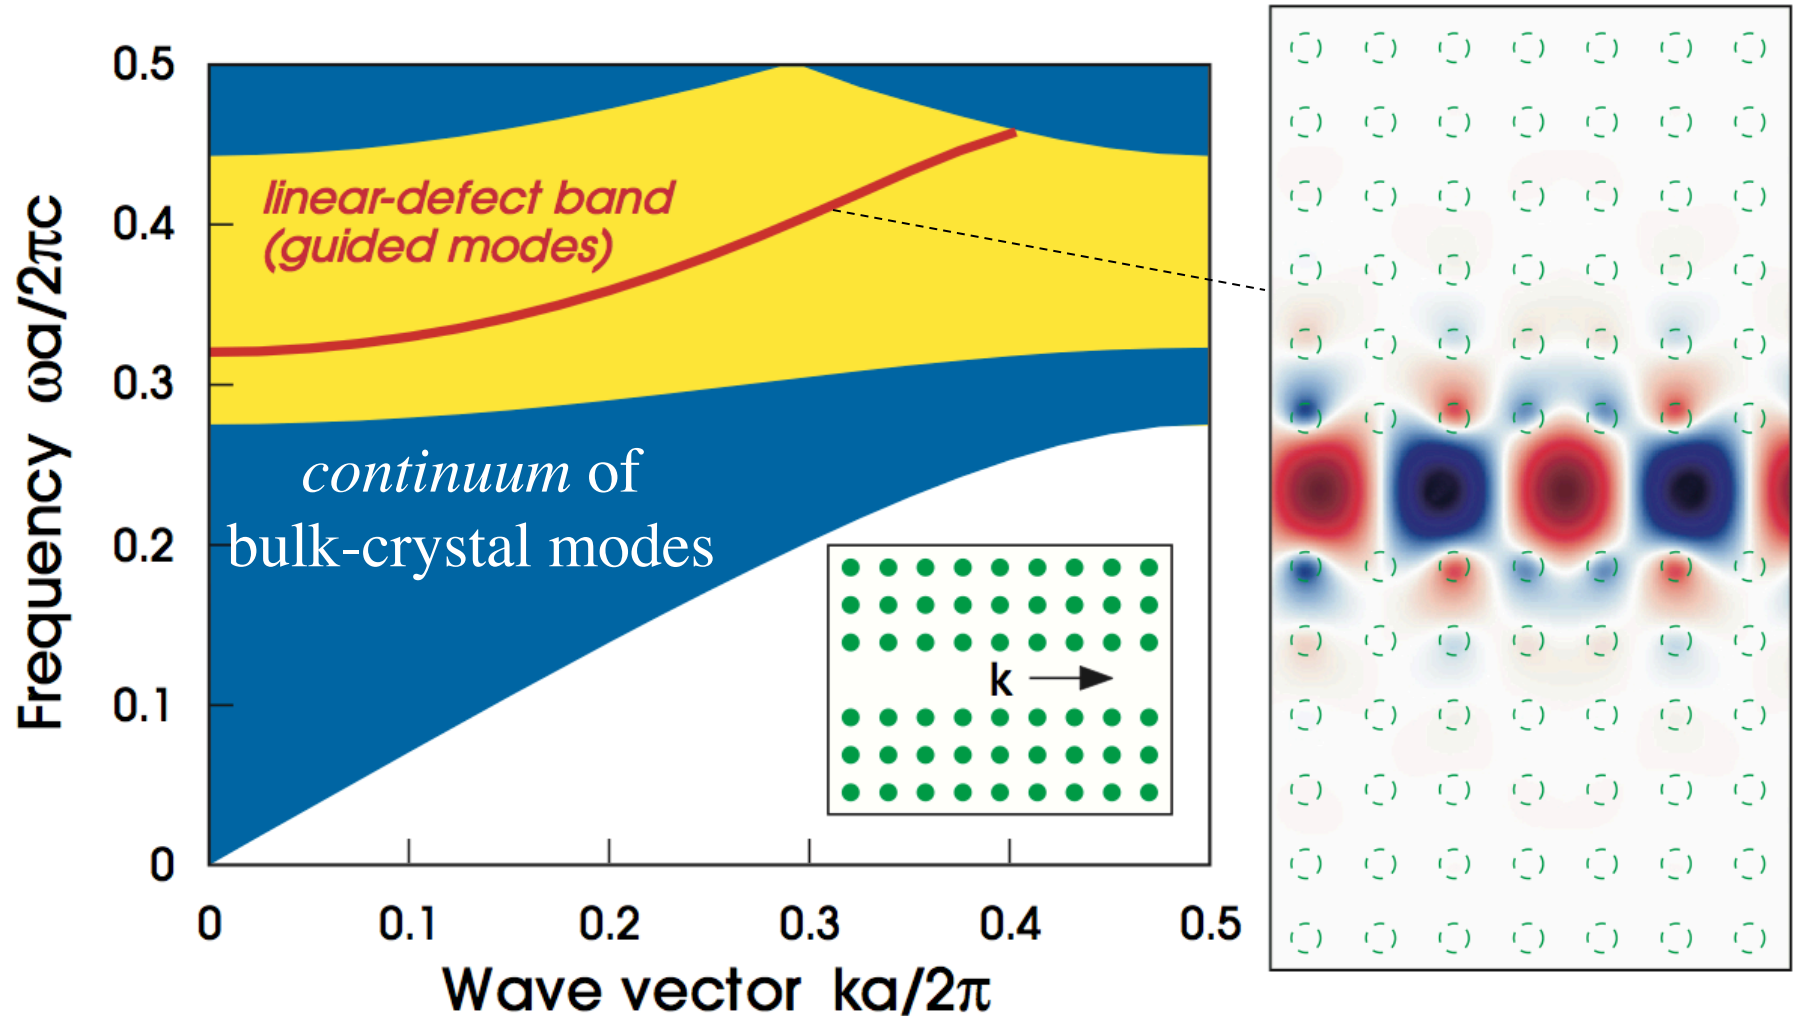 Frequency ωa/2πc
0.5
0.4
0.3
0.2
0.1
0
linear-defect band
(guided modes)
continuum of
bulk-crystal modes
k
0 0.1 0.2 0.3 0.4 0.5
Wave vector ka/2π